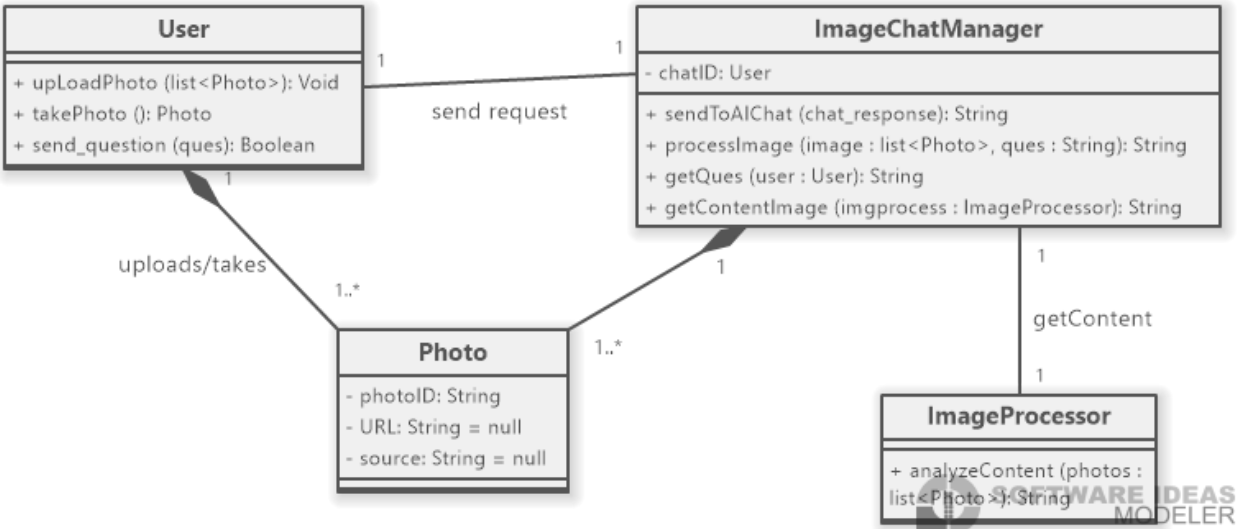 User
+ upLoadPhoto (list<Photo>): Void
+ takePhoto (): Photo
+ send_question (ques): Boolean
1
1
send request
ImageChatManager
- chatID: User
+ sendToAIChat (chat_response): String
+ processImage (image : list<Photo>, ques : String): String
+ getQues (user : User): String
+ getContentImage (imgprocess : ImageProcessor): String
1
uploads/takes
1..*
1
1..*
1
getContent
1
Photo
- photoID: String
- URL: String = null
- source: String = null
ImageProcessor
+ analyzeContent (photos :
list<Photo>): String
SOFTWARE IDEAS
MODELER